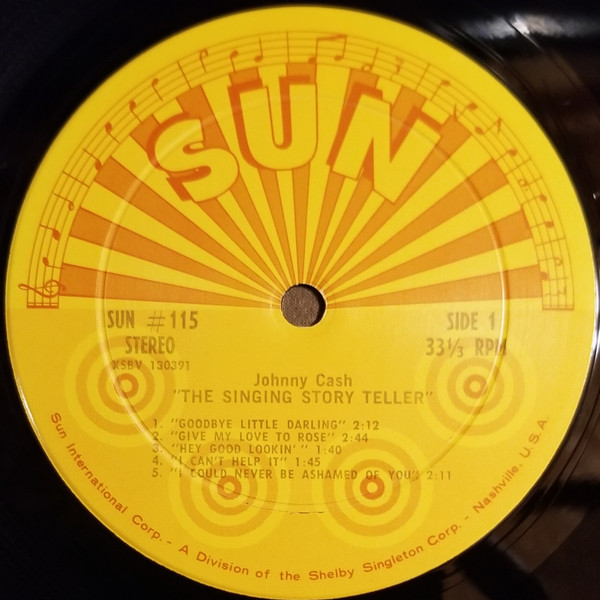 SUN
SUN #115
SIDE 1
STEREO
33⅓ RPM
XSBV 130391
Johnny Cash
"THE SINGING STORY TELLER"
1. "GOODBYE LITTLE DARLING" 2:12
2. "GIVE MY LOVE TO ROSE" 2:44
3. "HEY GOOD LOOKIN' " 1:40
4. "I CAN'T HELP IT" 1:45
5. "I COULD NEVER BE ASHAMED OF YOU" 2:11
Sun International Corp. - A Division of the Shelby Singleton Corp. - Nashville, U.S.A.